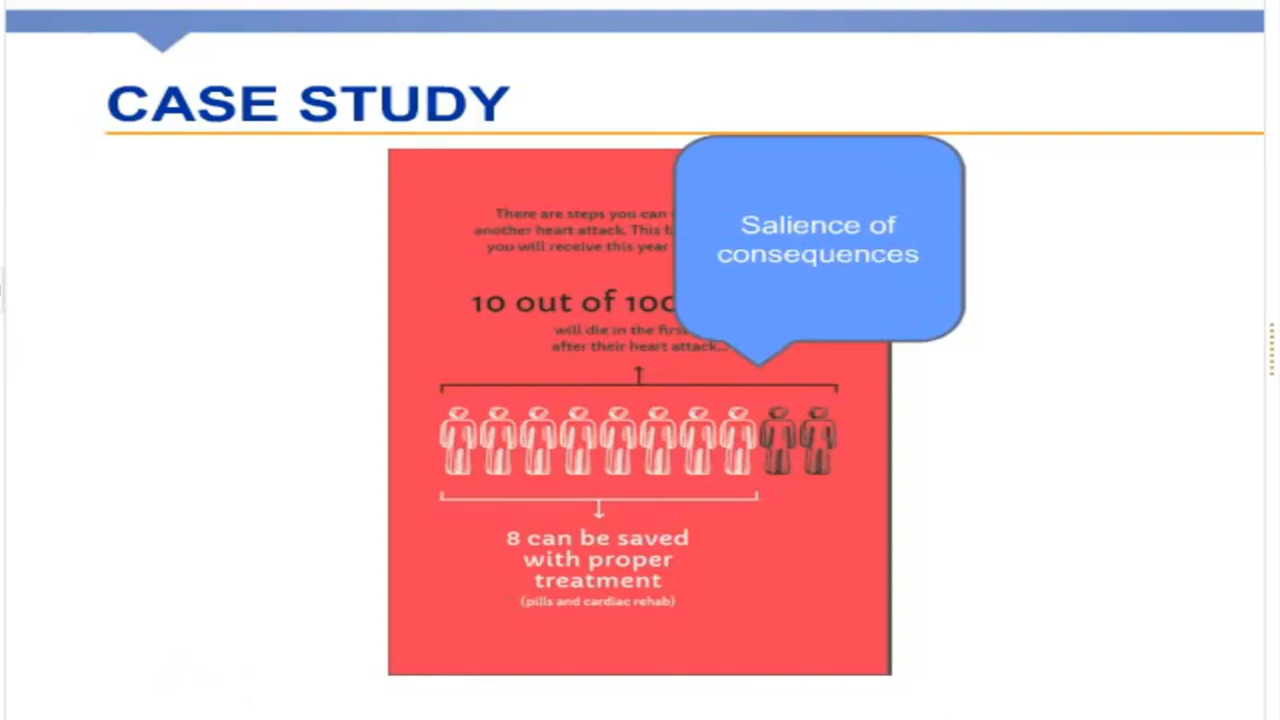 CASE STUDY
There are steps you can
another heart attack. This
you will receive this year
10 out of 100
will die in the first
after their heart attack...
8 can be saved
with proper
treatment
(pills and cardiac rehab)
Salience of
consequences